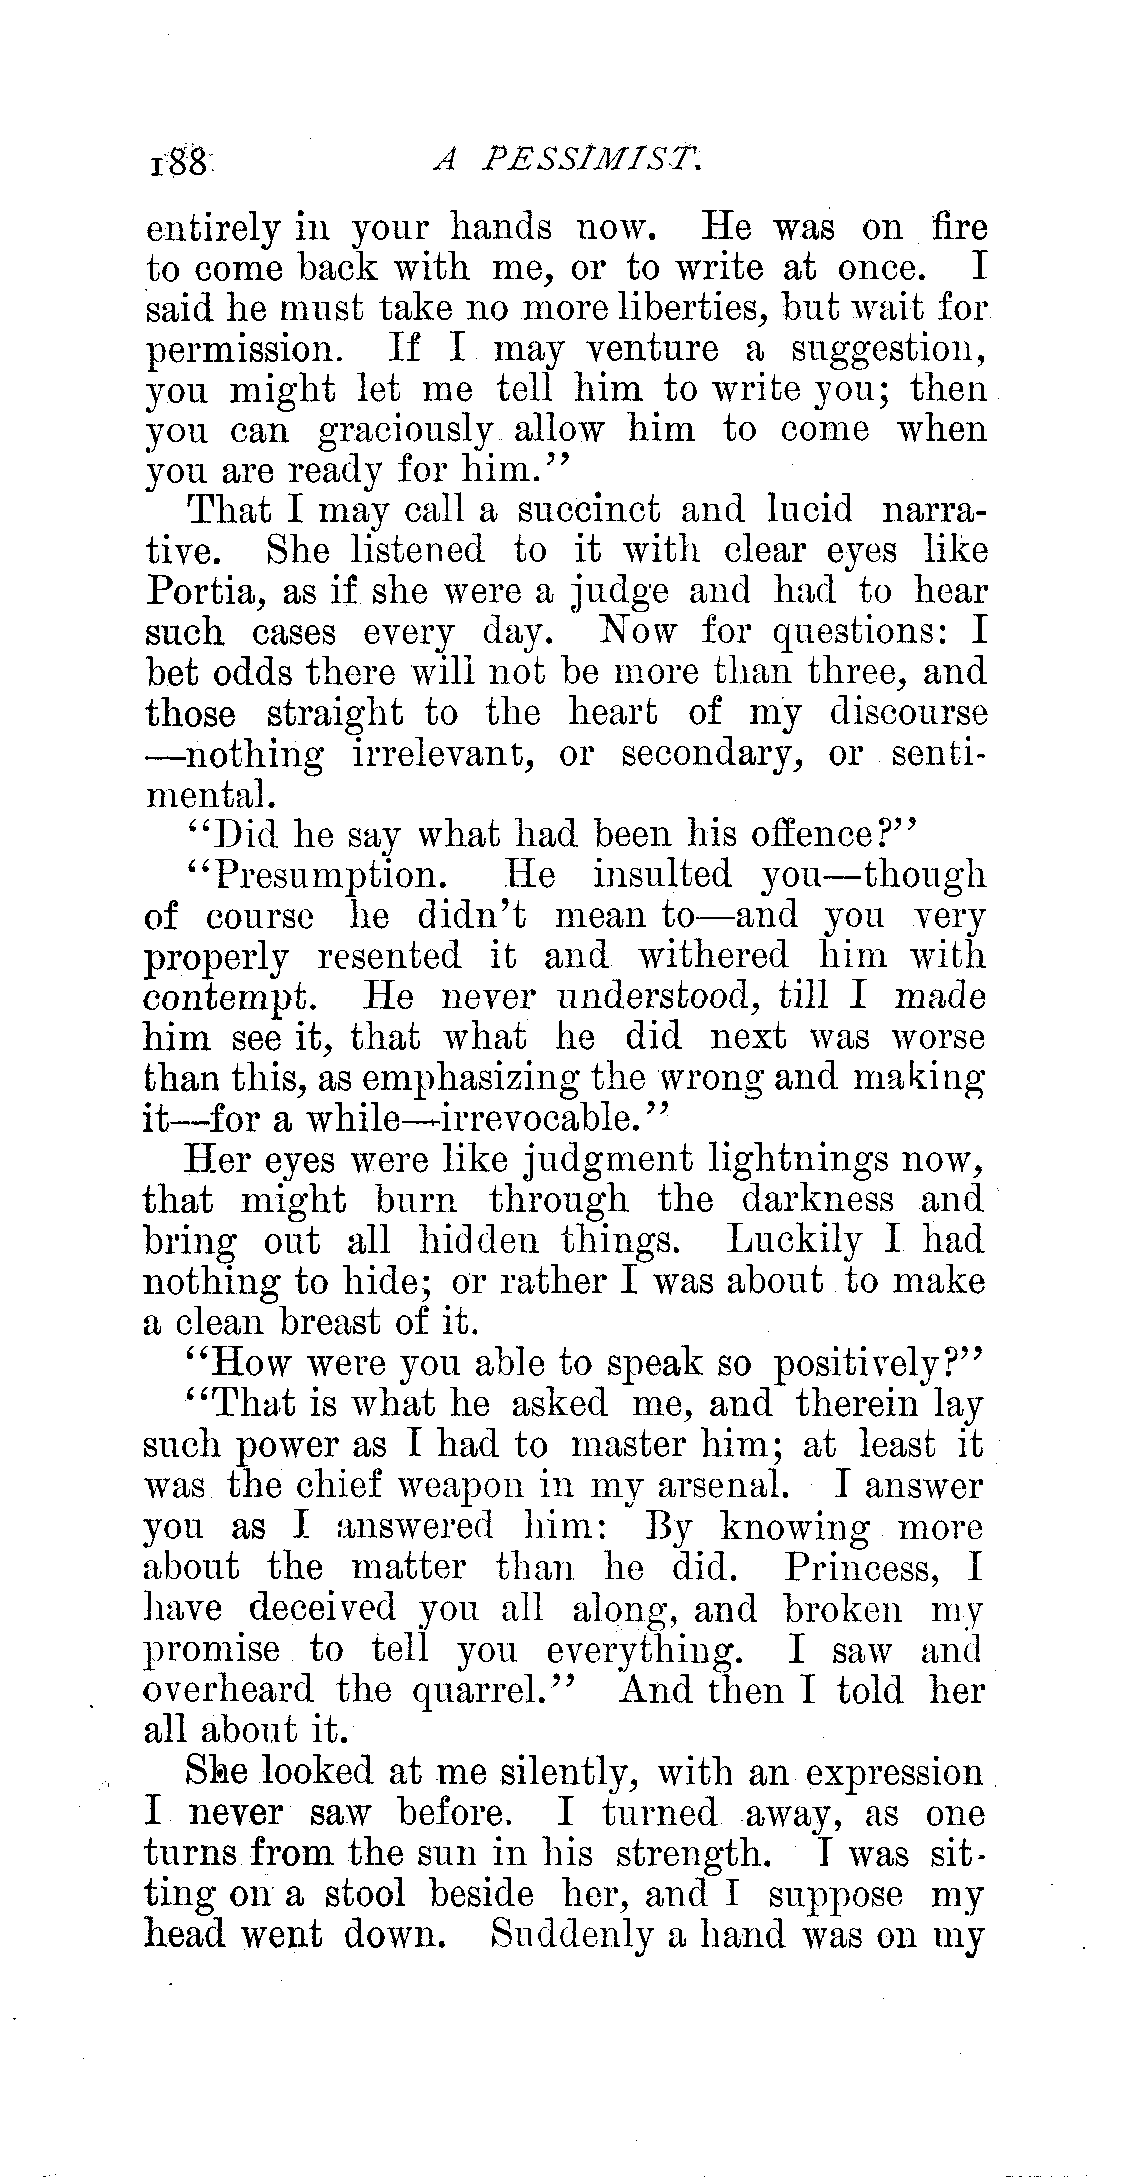 188 A PESSIMIST.
entirely in your hands now. He was on fire
to come back with me, or to write at once. I
said he must take no more liberties, but wait for
permission. If I may venture a suggestion,
you might let me tell him to write you; then
you can graciously allow him to come when
you are ready for him."
That I may call a succinct and lucid narra-
tive. She listened to it with clear eyes like
Portia, as if she were a judge and had to hear
such cases every day. Now for questions: I
bet odds there will not be more than three, and
those straight to the heart of my discourse
—nothing irrelevant, or secondary, or senti-
mental.
"Did he say what had been his offence?"
"Presumption. He insulted you—though
of course he didn't mean to—and you very
properly resented it and withered him with
contempt. He never understood, till I made
him see it, that what he did next was worse
than this, as emphasizing the wrong and making
it—for a while—irrevocable."
Her eyes were like judgment lightnings now,
that might burn through the darkness and
bring out all hidden things. Luckily I had
nothing to hide; or rather I was about to make
a clean breast of it.
"How were you able to speak so positively?"
"That is what he asked me, and therein lay
such power as I had to master him; at least it
was the chief weapon in my arsenal. I answer
you as I answered him: By knowing more
about the matter than he did. Princess, I
have deceived you all along, and broken my
promise to tell you everything. I saw and
overheard the quarrel." And then I told her
all about it.
She looked at me silently, with an expression
I never saw before. I turned away, as one
turns from the sun in his strength. I was sit-
ting on a stool beside her, and I suppose my
head went down. Suddenly a hand was on my